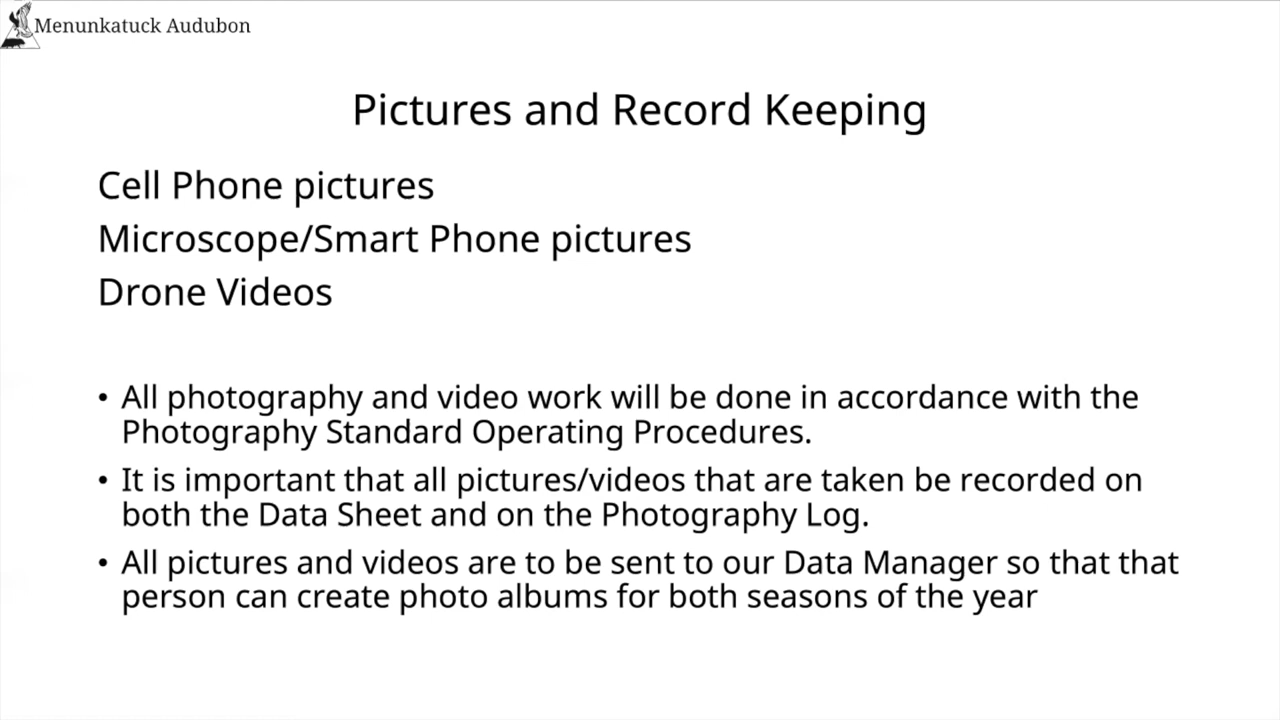 Menunkatuck Audubon
Pictures and Record Keeping
Cell Phone pictures
Microscope/Smart Phone pictures
Drone Videos
• All photography and video work will be done in accordance with the
Photography Standard Operating Procedures.
• It is important that all pictures/videos that are taken be recorded on
both the Data Sheet and on the Photography Log.
• All pictures and videos are to be sent to our Data Manager so that that
person can create photo albums for both seasons of the year